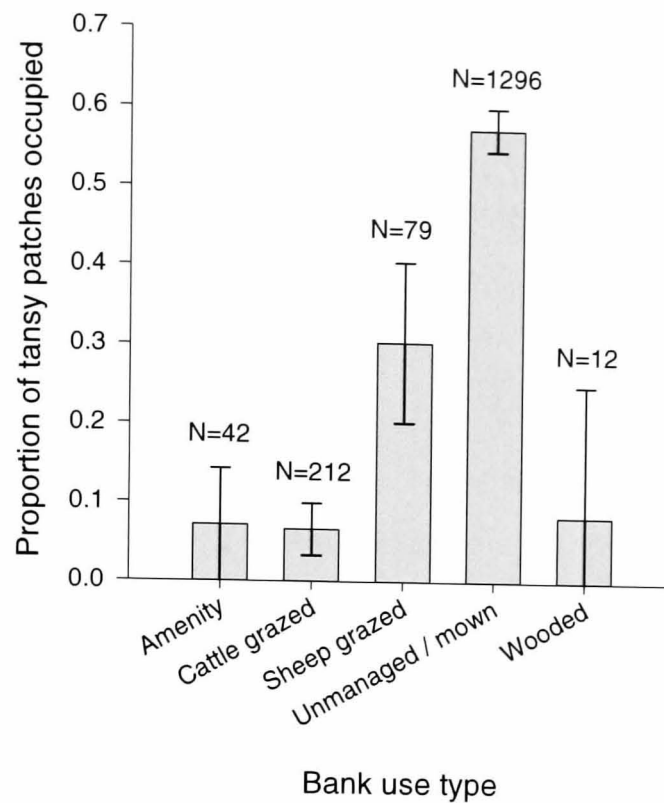 Proportion of tansy patches occupied
0.7
0.6
0.5
0.4
0.3
0.2
0.1
0.0
N=42
N=212
N=79
N=1296
N=12
Amenity
Cattle grazed
Sheep grazed
Unmanaged / mown
Wooded
Bank use type